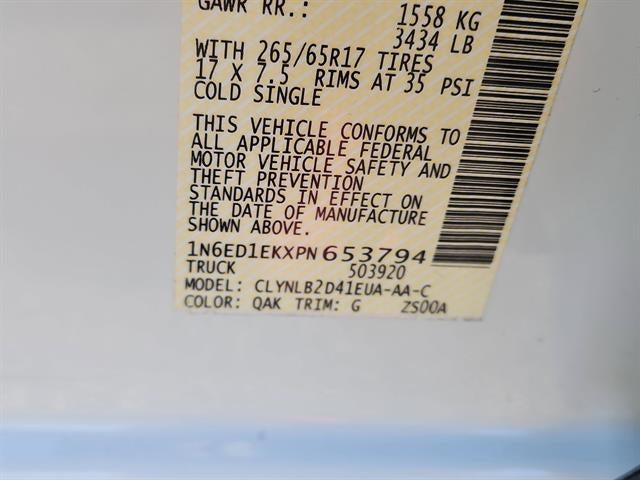 GAWR RR.: 1558 KG
3434 LB
WITH 265/65R17 TIRES
17 X 7.5 RIMS AT 35 PSI
COLD SINGLE
THIS VEHICLE CONFORMS TO
ALL APPLICABLE FEDERAL
MOTOR VEHICLE SAFETY AND
THEFT PREVENTION
STANDARDS IN EFFECT ON
THE DATE OF MANUFACTURE
SHOWN ABOVE.
1N6ED1EKXPN653794
TRUCK 503920
MODEL: CLYNLB2D41EUA-AA-C
COLOR: QAK TRIM: G ZS00A